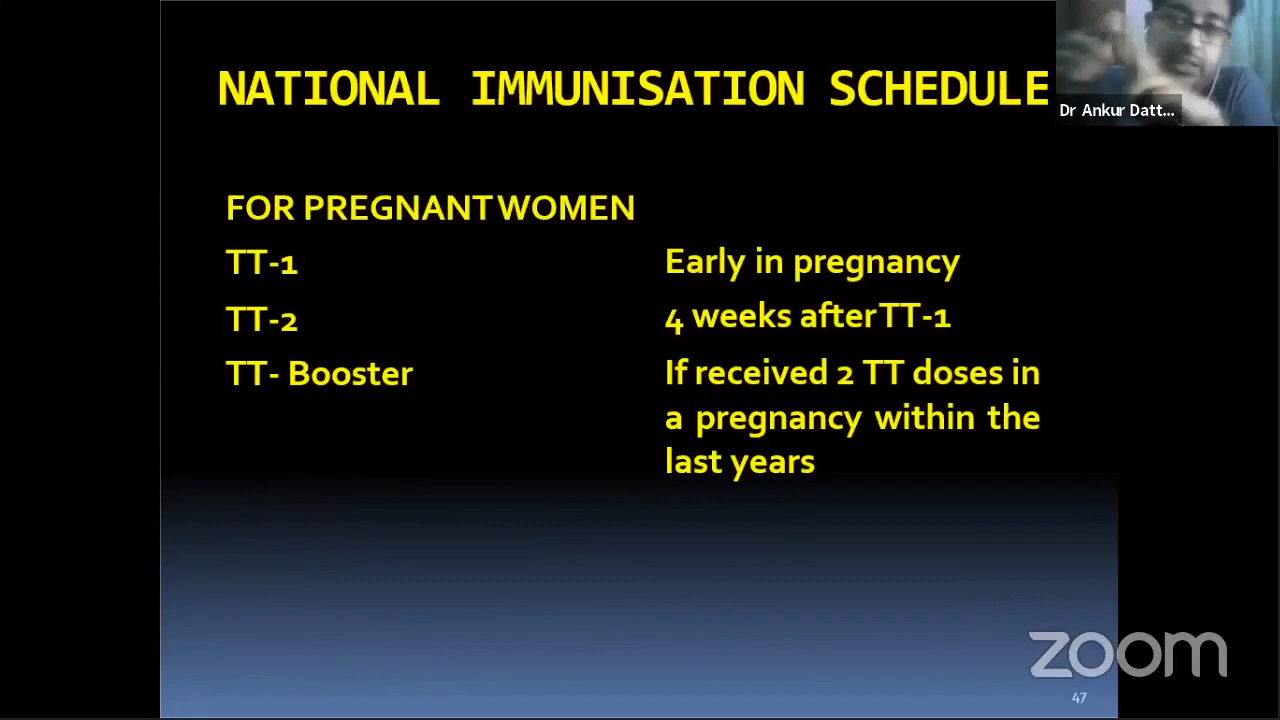 NATIONAL IMMUNISATION SCHEDULE
Dr Ankur Datt...
FOR PREGNANT WOMEN
TT-1 Early in pregnancy
TT-2 4 weeks after TT-1
TT- Booster If received 2 TT doses in
a pregnancy within the
last years
zoom
47